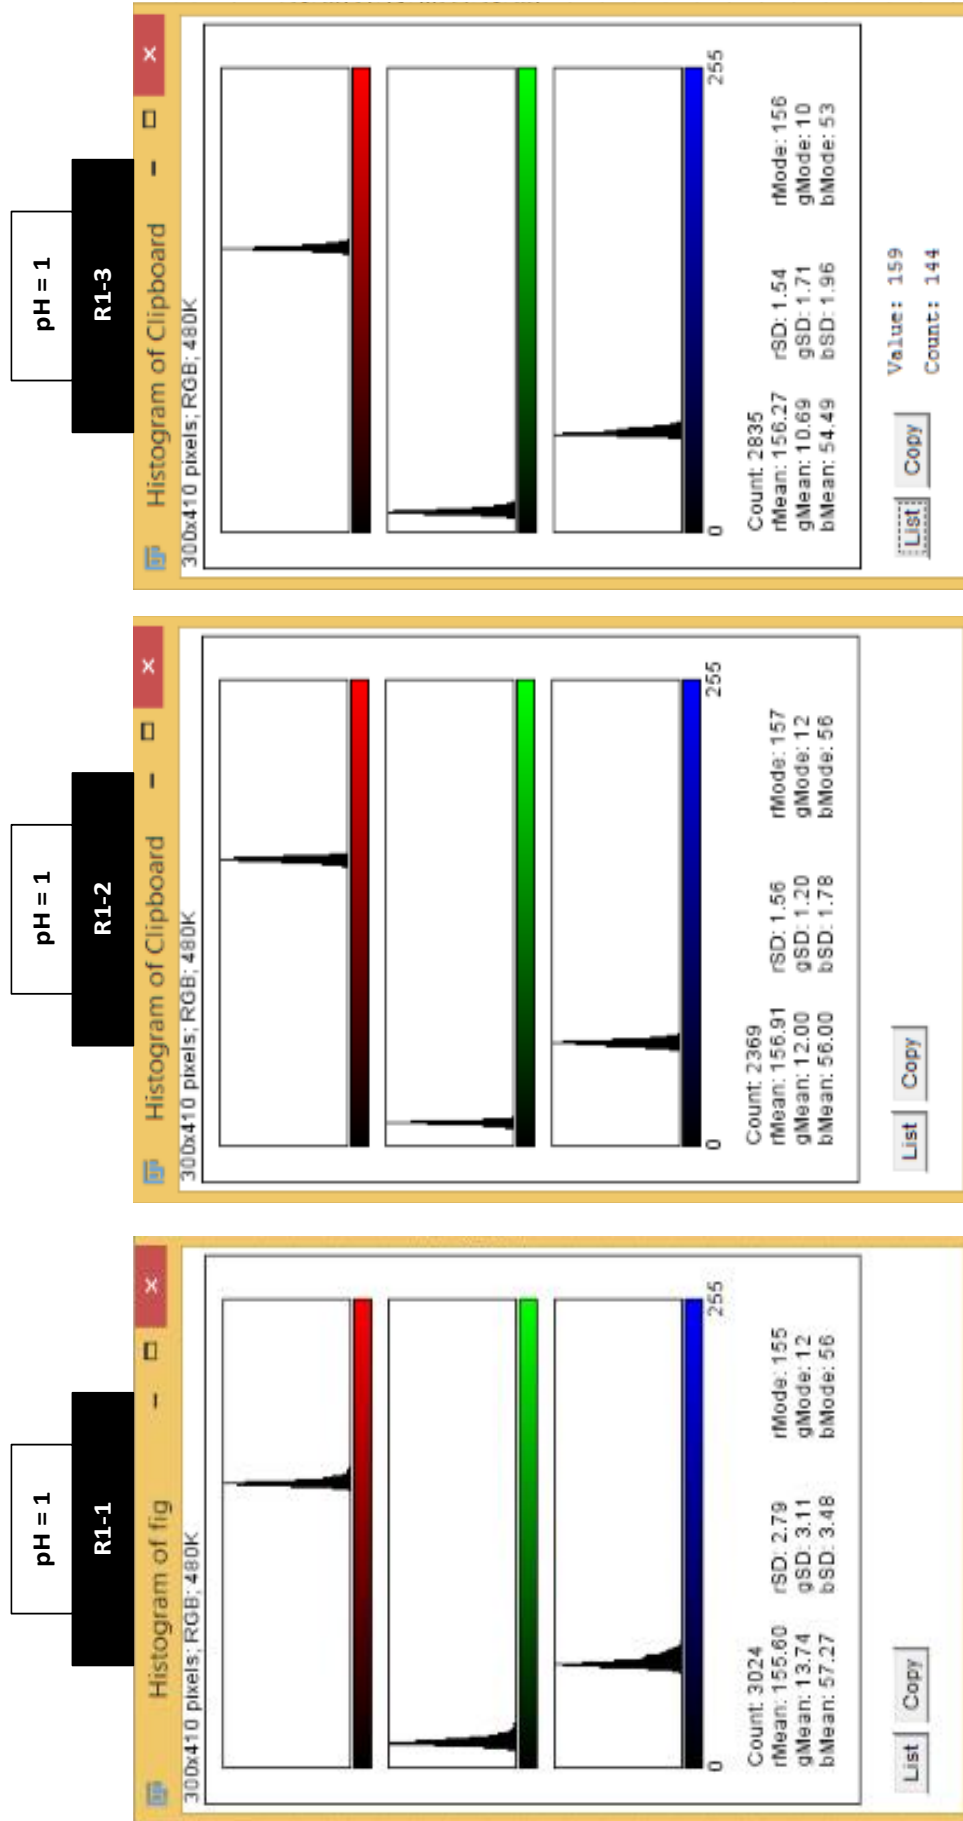 pH = 1
R1-1
Histogram of fig
300x410 pixels; RGB; 480K
0
255
Count: 3024
rMean: 155.60 rSD: 2.79 rMode: 155
gMean: 13.74 gSD: 3.11 gMode: 12
bMean: 57.27 bSD: 3.48 bMode: 56
List Copy
pH = 1
R1-2
Histogram of Clipboard
300x410 pixels; RGB; 480K
0
255
Count: 2369
rMean: 156.91 rSD: 1.56 rMode: 157
gMean: 12.00 gSD: 1.20 gMode: 12
bMean: 56.00 bSD: 1.78 bMode: 56
List Copy
pH = 1
R1-3
Histogram of Clipboard
300x410 pixels; RGB; 480K
0
255
Count: 2835
rMean: 156.27 rSD: 1.54 rMode: 156
gMean: 10.69 gSD: 1.71 gMode: 10
bMean: 54.49 bSD: 1.96 bMode: 53
List Copy
Value: 159
Count: 144